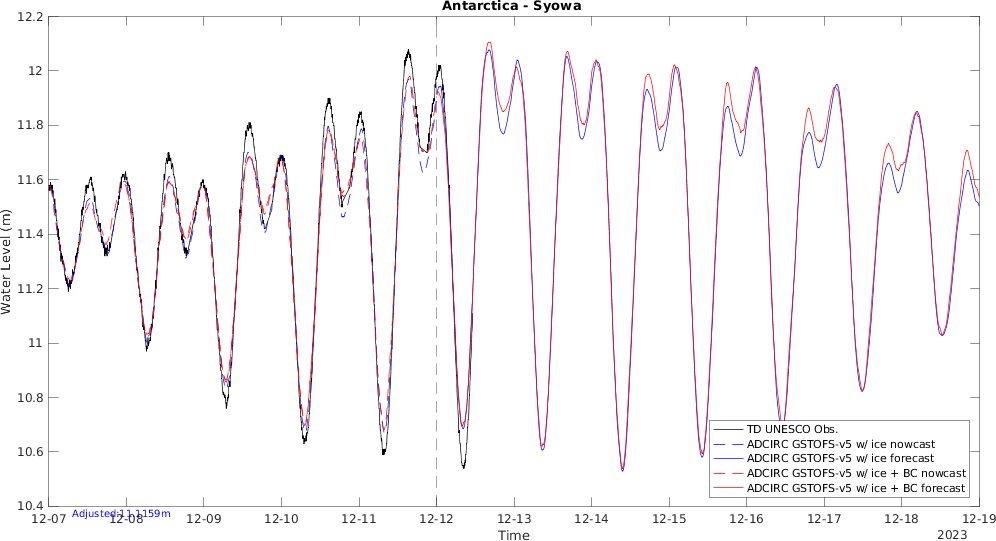 Antarctica - Syowa
Water Level (m)
12.2
12
11.8
11.6
11.4
11.2
11
10.8
10.6
10.4
TD UNESCO Obs.
ADCIRC GSTOFS-v5 w/ ice nowcast
ADCIRC GSTOFS-v5 w/ ice forecast
ADCIRC GSTOFS-v5 w/ ice + BC nowcast
ADCIRC GSTOFS-v5 w/ ice + BC forecast
Adjusted:11.1159m
12-07 12-08 12-09 12-10 12-11 12-12 12-13 12-14 12-15 12-16 12-17 12-18 12-19
Time
2023